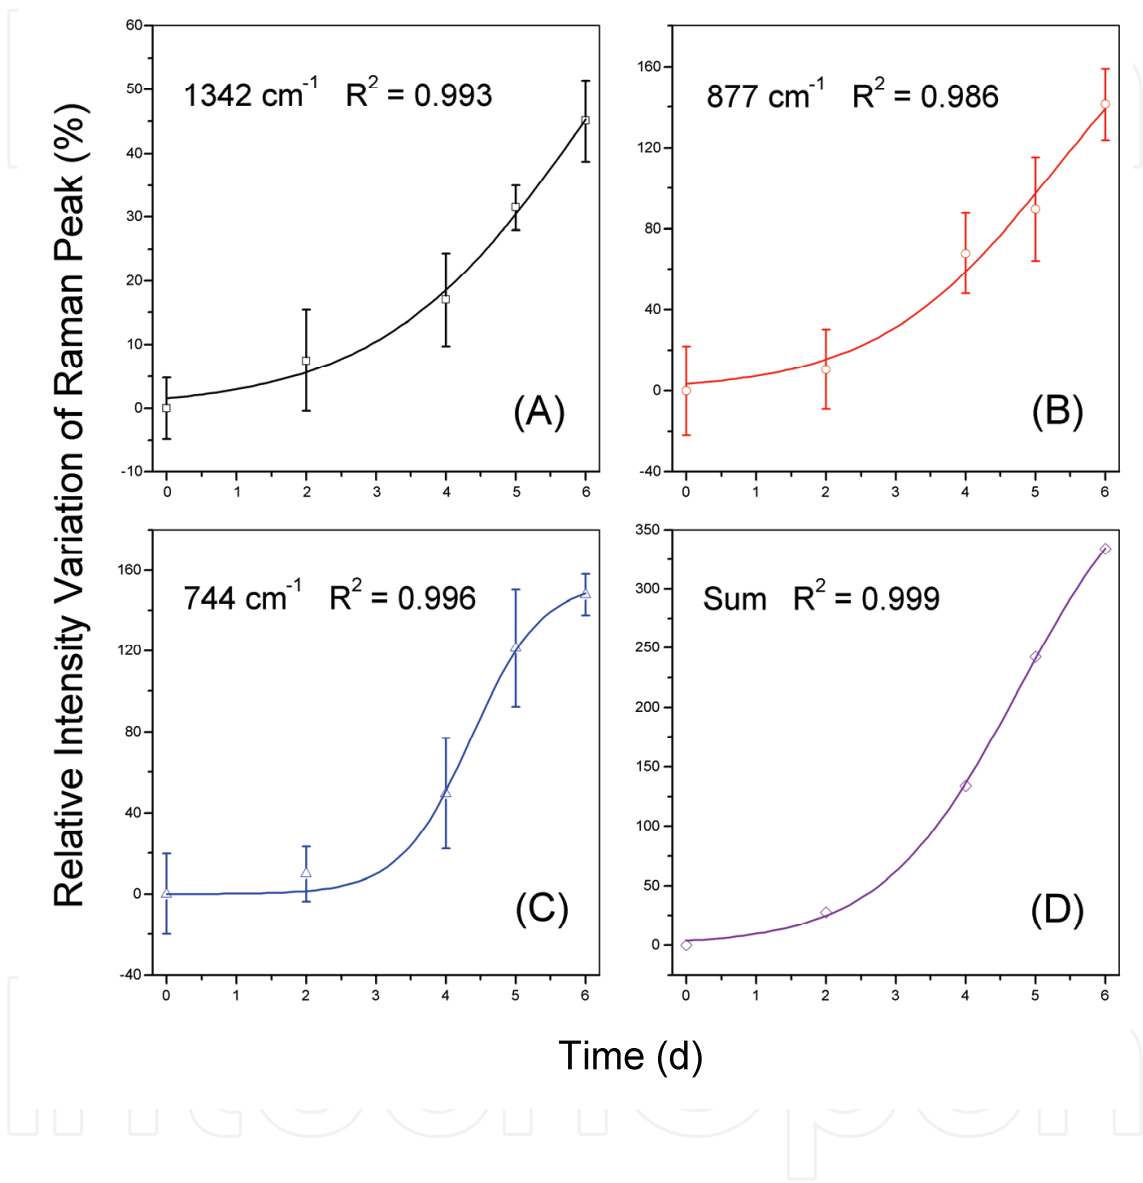 Relative Intensity Variation of Raman Peak (%)
1342 cm⁻¹ R² = 0.993
60
50
40
30
20
10
0
-10
0 1 2 3 4 5 6
(A)
877 cm⁻¹ R² = 0.986
160
120
80
40
0
-40
0 1 2 3 4 5 6
(B)
744 cm⁻¹ R² = 0.996
160
120
80
40
0
-40
0 1 2 3 4 5 6
(C)
Sum R² = 0.999
350
300
250
200
150
100
50
0
0 1 2 3 4 5 6
(D)
Time (d)